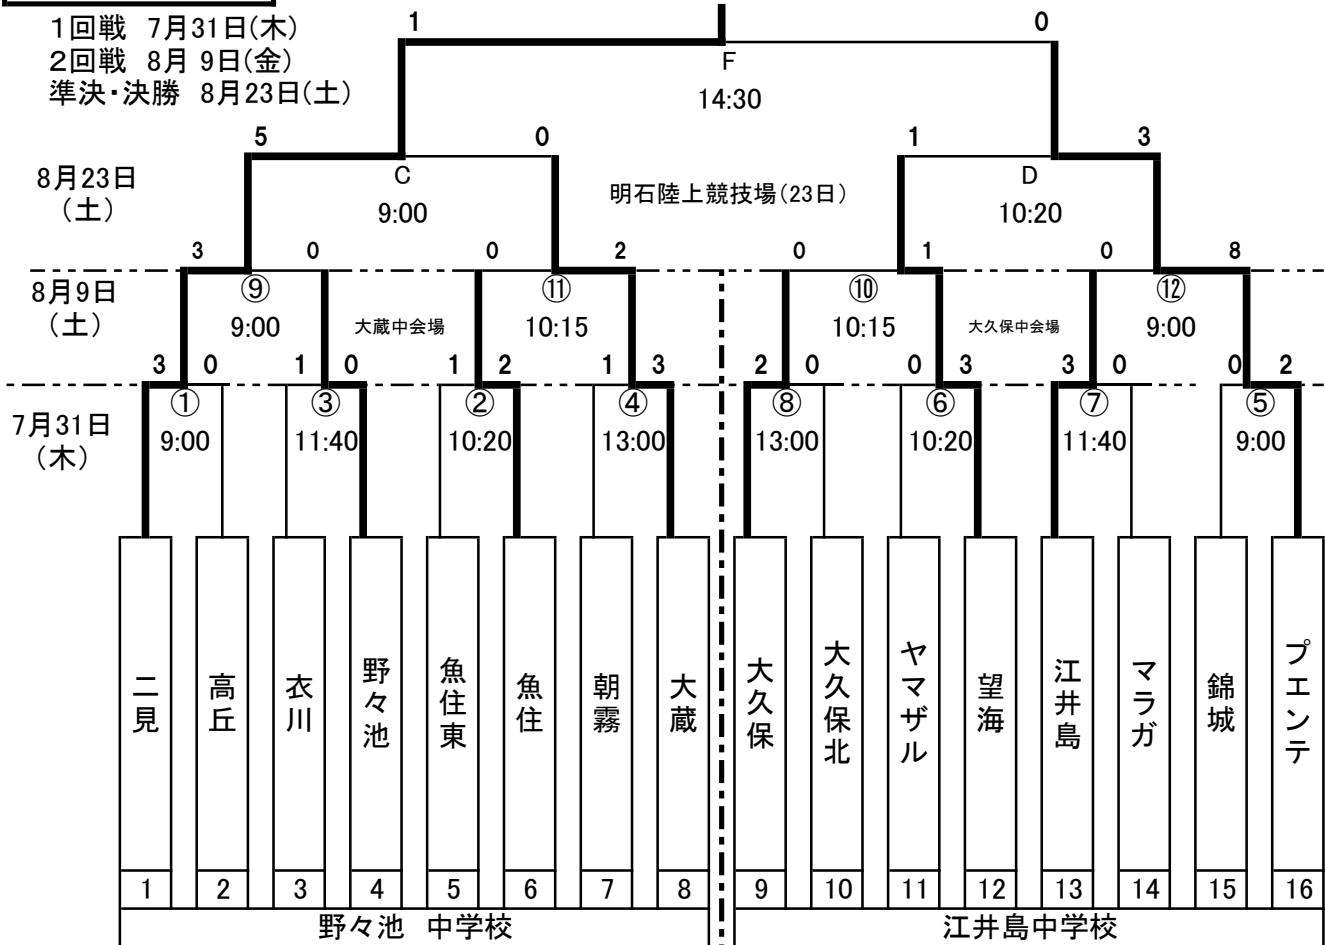 1回戦 7月31日(木)
2回戦 8月 9日(金)
準決・決勝 8月23日(土)
1 0
F
14:30
5 0 1 3
8月23日
（土）
C
9:00
明石陸上競技場(23日)
D
10:20
3 0 0 2 0 1 0 8
8月9日
（土）
⑨ ⑪ ⑩ ⑫
9:00 大蔵中会場 10:15 10:15 大久保中会場 9:00
3 0 1 0 1 2 1 3 2 0 0 3 3 0 0 2
7月31日
（木）
① ③ ② ④ ⑧ ⑥ ⑦ ⑤
9:00 11:40 10:20 13:00 13:00 10:20 11:40 9:00
二見
高丘
衣川
野々池
魚住東
魚住
朝霧
大蔵
大久保
大久保北
ヤマザル
望海
江井島
マラガ
錦城
プエンテ
1 2 3 4 5 6 7 8 9 10 11 12 13 14 15 16
野々池 中学校 江井島中学校